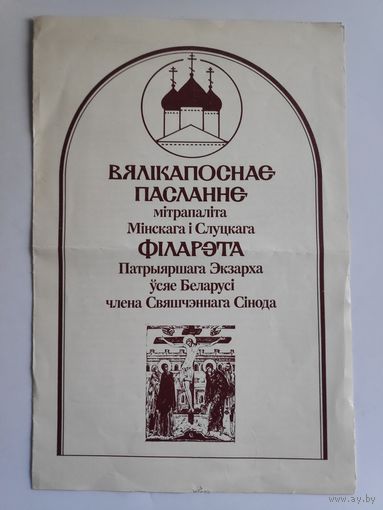 ВЯЛІКАПОСНАЕ
ПАСЛАННЕ
мітрапаліта
Мінскага і Слуцкага
ФІЛАРЭТА
Патрыяршага Экзарха
ўсяе Беларусі
члена Свяшчэннага Сінода
www.ay.by